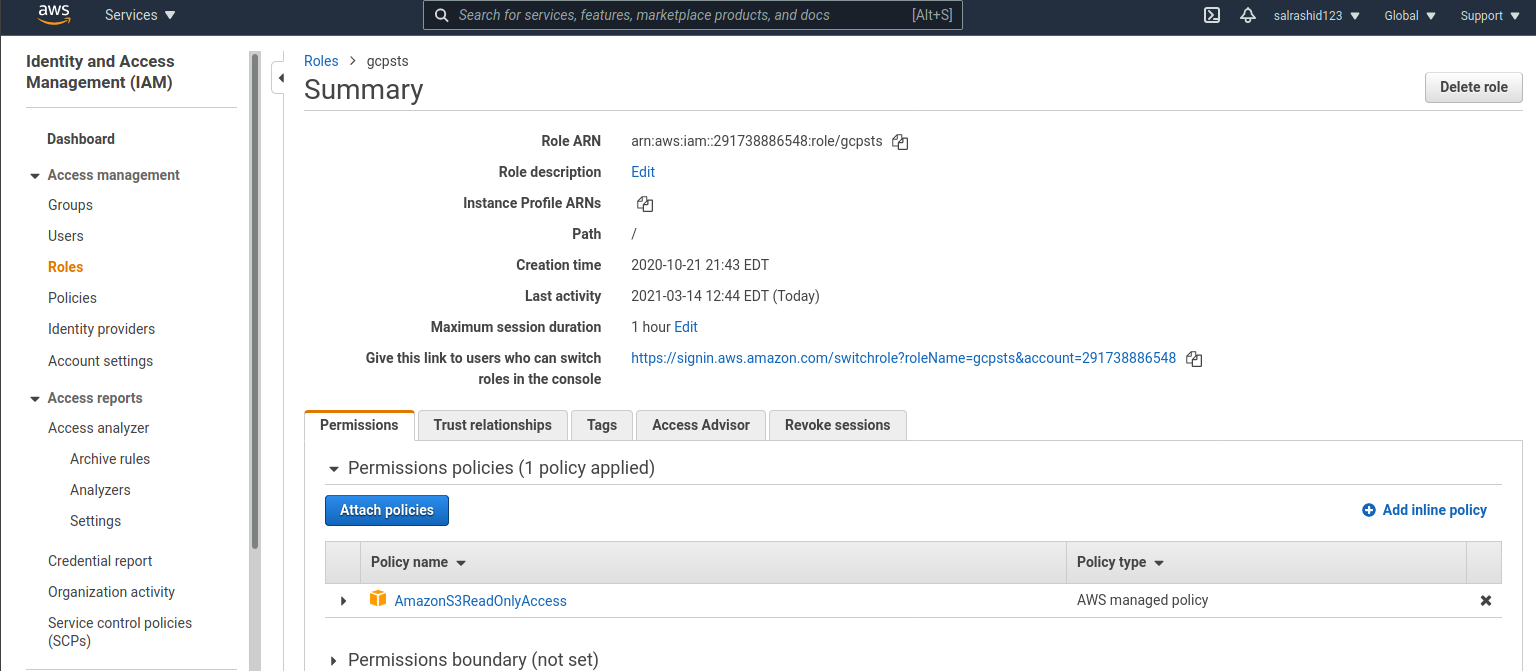 aws
Services
Search for services, features, marketplace products, and docs [Alt+S]
salrashid123
Global
Support
Identity and Access
Management (IAM)
Dashboard
Access management
Groups
Users
Roles
Policies
Identity providers
Account settings
Access reports
Access analyzer
Archive rules
Analyzers
Settings
Credential report
Organization activity
Service control policies
(SCPs)
Roles > gcpsts
Summary
Delete role
Role ARN arn:aws:iam::291738886548:role/gcpsts
Role description Edit
Instance Profile ARNs
Path /
Creation time 2020-10-21 21:43 EDT
Last activity 2021-03-14 12:44 EDT (Today)
Maximum session duration 1 hour Edit
Give this link to users who can switch https://signin.aws.amazon.com/switchrole?roleName=gcpsts&account=291738886548
roles in the console
Permissions Trust relationships Tags Access Advisor Revoke sessions
Permissions policies (1 policy applied)
Attach policies Add inline policy
Policy name Policy type
AmazonS3ReadOnlyAccess AWS managed policy
Permissions boundary (not set)